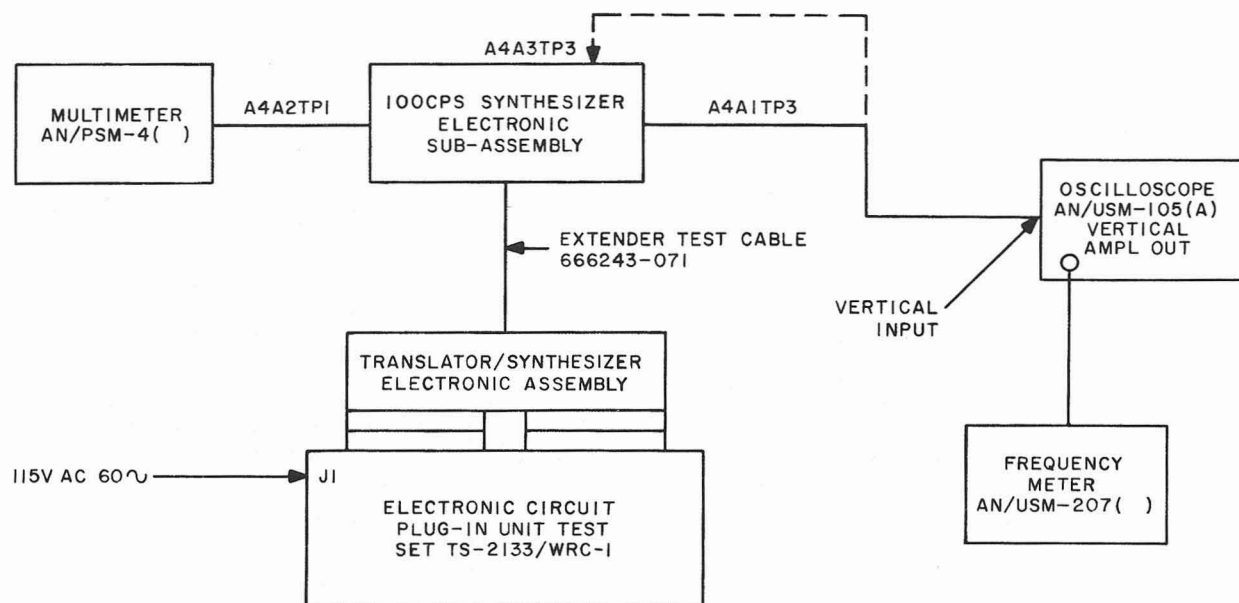 A4A3TP3
MULTIMETER
AN/PSM-4( )
A4A2TP1
100CPS SYNTHESIZER
ELECTRONIC
SUB-ASSEMBLY
A4A1TP3
OSCILLOSCOPE
AN/USM-105(A)
VERTICAL
AMPL OUT
EXTENDER TEST CABLE
666243-071
VERTICAL
INPUT
TRANSLATOR/SYNTHESIZER
ELECTRONIC ASSEMBLY
115V AC 60∿
J1
ELECTRONIC CIRCUIT
PLUG-IN UNIT TEST
SET TS-2133/WRC-1
FREQUENCY
METER
AN/USM-207( )